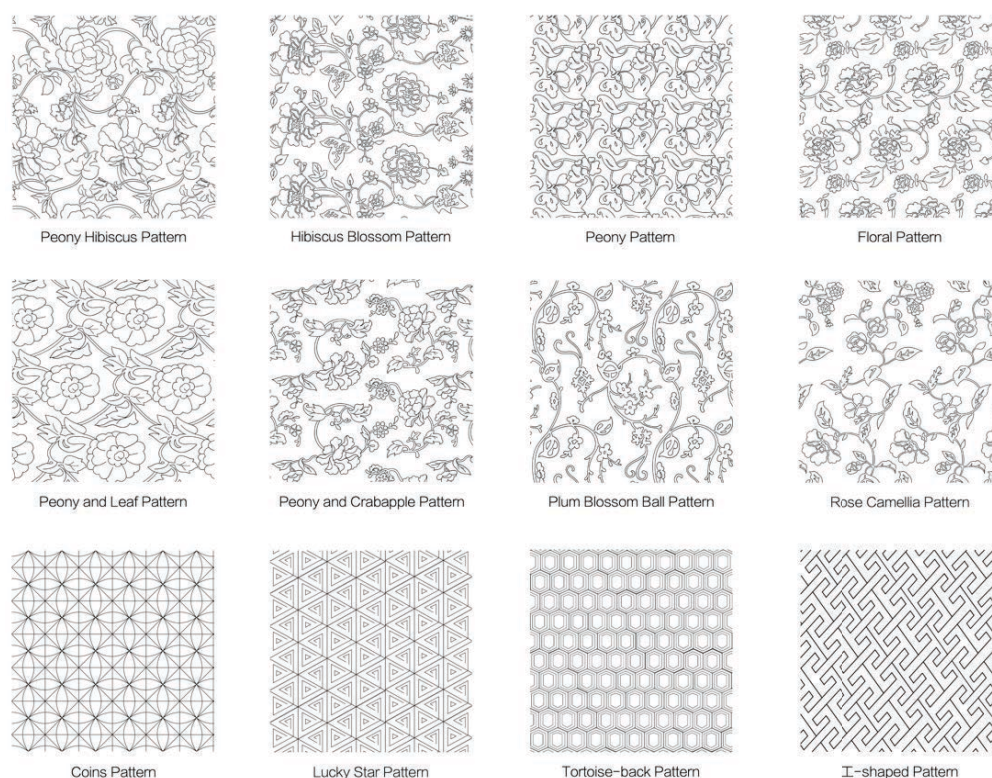 Peony Hibiscus Pattern
Hibiscus Blossom Pattern
Peony Pattern
Floral Pattern
Peony and Leaf Pattern
Peony and Crabapple Pattern
Plum Blossom Ball Pattern
Rose Camellia Pattern
Coins Pattern
Lucky Star Pattern
Tortoise-back Pattern
工-shaped Pattern